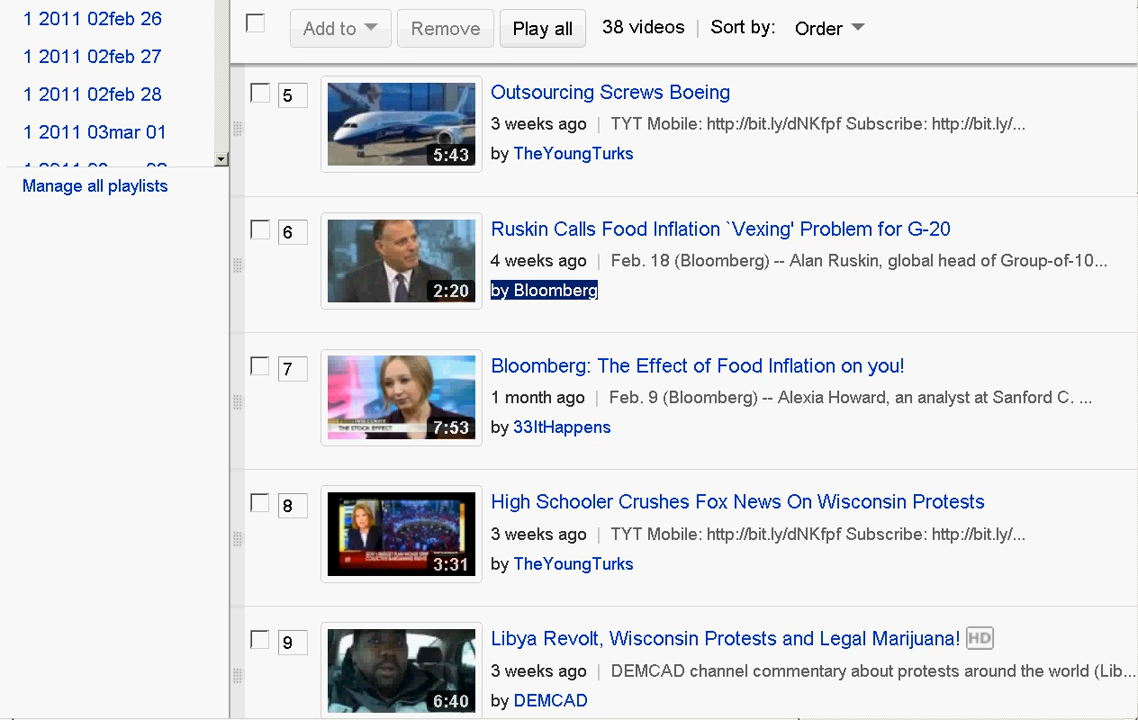 1 2011 02feb 26
1 2011 02feb 27
1 2011 02feb 28
1 2011 03mar 01
Manage all playlists
Add to Remove Play all 38 videos | Sort by: Order
5
5:43
Outsourcing Screws Boeing
3 weeks ago | TYT Mobile: http://bit.ly/dNKfpf Subscribe: http://bit.ly/...
by TheYoungTurks
6
2:20
Ruskin Calls Food Inflation `Vexing' Problem for G-20
4 weeks ago | Feb. 18 (Bloomberg) -- Alan Ruskin, global head of Group-of-10...
by Bloomberg
7
THE STOCK EFFECT
7:53
Bloomberg: The Effect of Food Inflation on you!
1 month ago | Feb. 9 (Bloomberg) -- Alexia Howard, an analyst at Sanford C. ...
by 33ItHappens
8
3:31
High Schooler Crushes Fox News On Wisconsin Protests
3 weeks ago | TYT Mobile: http://bit.ly/dNKfpf Subscribe: http://bit.ly/...
by TheYoungTurks
9
6:40
Libya Revolt, Wisconsin Protests and Legal Marijuana! HD
3 weeks ago | DEMCAD channel commentary about protests around the world (Lib...
by DEMCAD